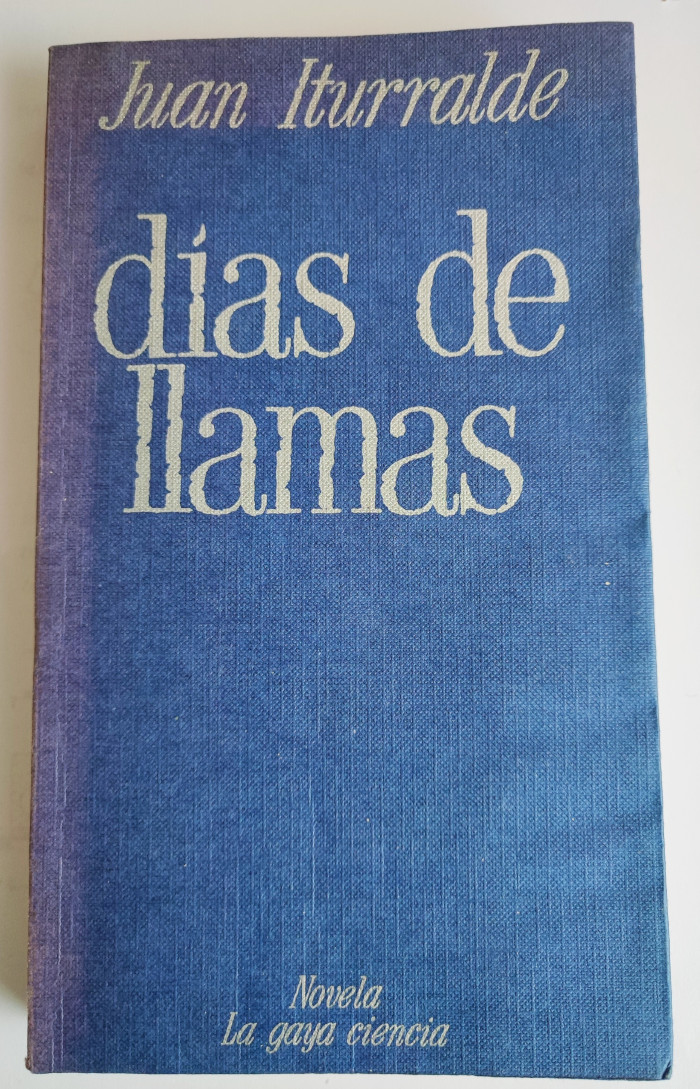 Juan Iturralde
días de
llamas
Novela
La gaya ciencia